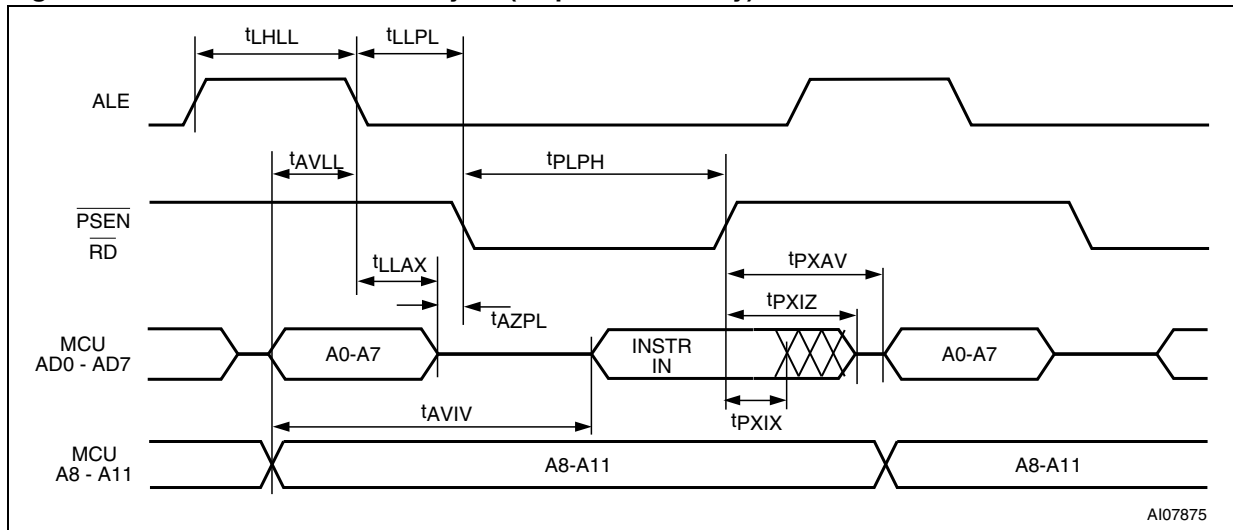 tLHLL
tLLPL
ALE
tAVLL
tPLPH
PSEN
RD
tLLAX
tPXAV
tPXIZ
tAZPL
MCU
AD0 - AD7
A0-A7
INSTR
IN
A0-A7
tAVIV
tPXIX
MCU
A8 - A11
A8-A11
A8-A11
AI07875